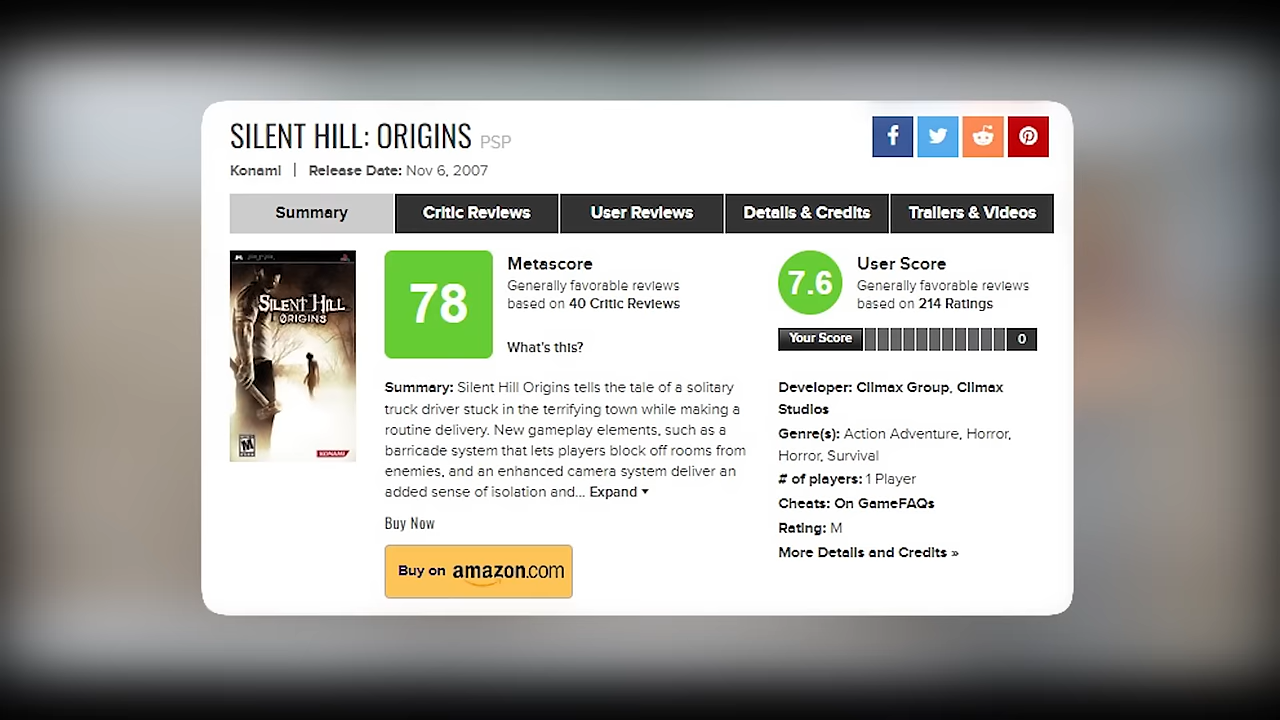 SILENT HILL: ORIGINS PSP
Konami | Release Date: Nov 6, 2007
Summary Critic Reviews User Reviews Details & Credits Trailers & Videos
PSP
SILENT HILL
ORIGINS
M
KONAMI
78
Metascore
Generally favorable reviews
based on 40 Critic Reviews
What's this?
7.6
User Score
Generally favorable reviews
based on 214 Ratings
Your Score 0
Summary: Silent Hill Origins tells the tale of a solitary
truck driver stuck in the terrifying town while making a
routine delivery. New gameplay elements, such as a
barricade system that lets players block off rooms from
enemies, and an enhanced camera system deliver an
added sense of isolation and... Expand
Buy Now
Buy on amazon.com
Developer: Climax Group, Climax
Studios
Genre(s): Action Adventure, Horror,
Horror, Survival
# of players: 1 Player
Cheats: On GameFAQs
Rating: M
More Details and Credits »